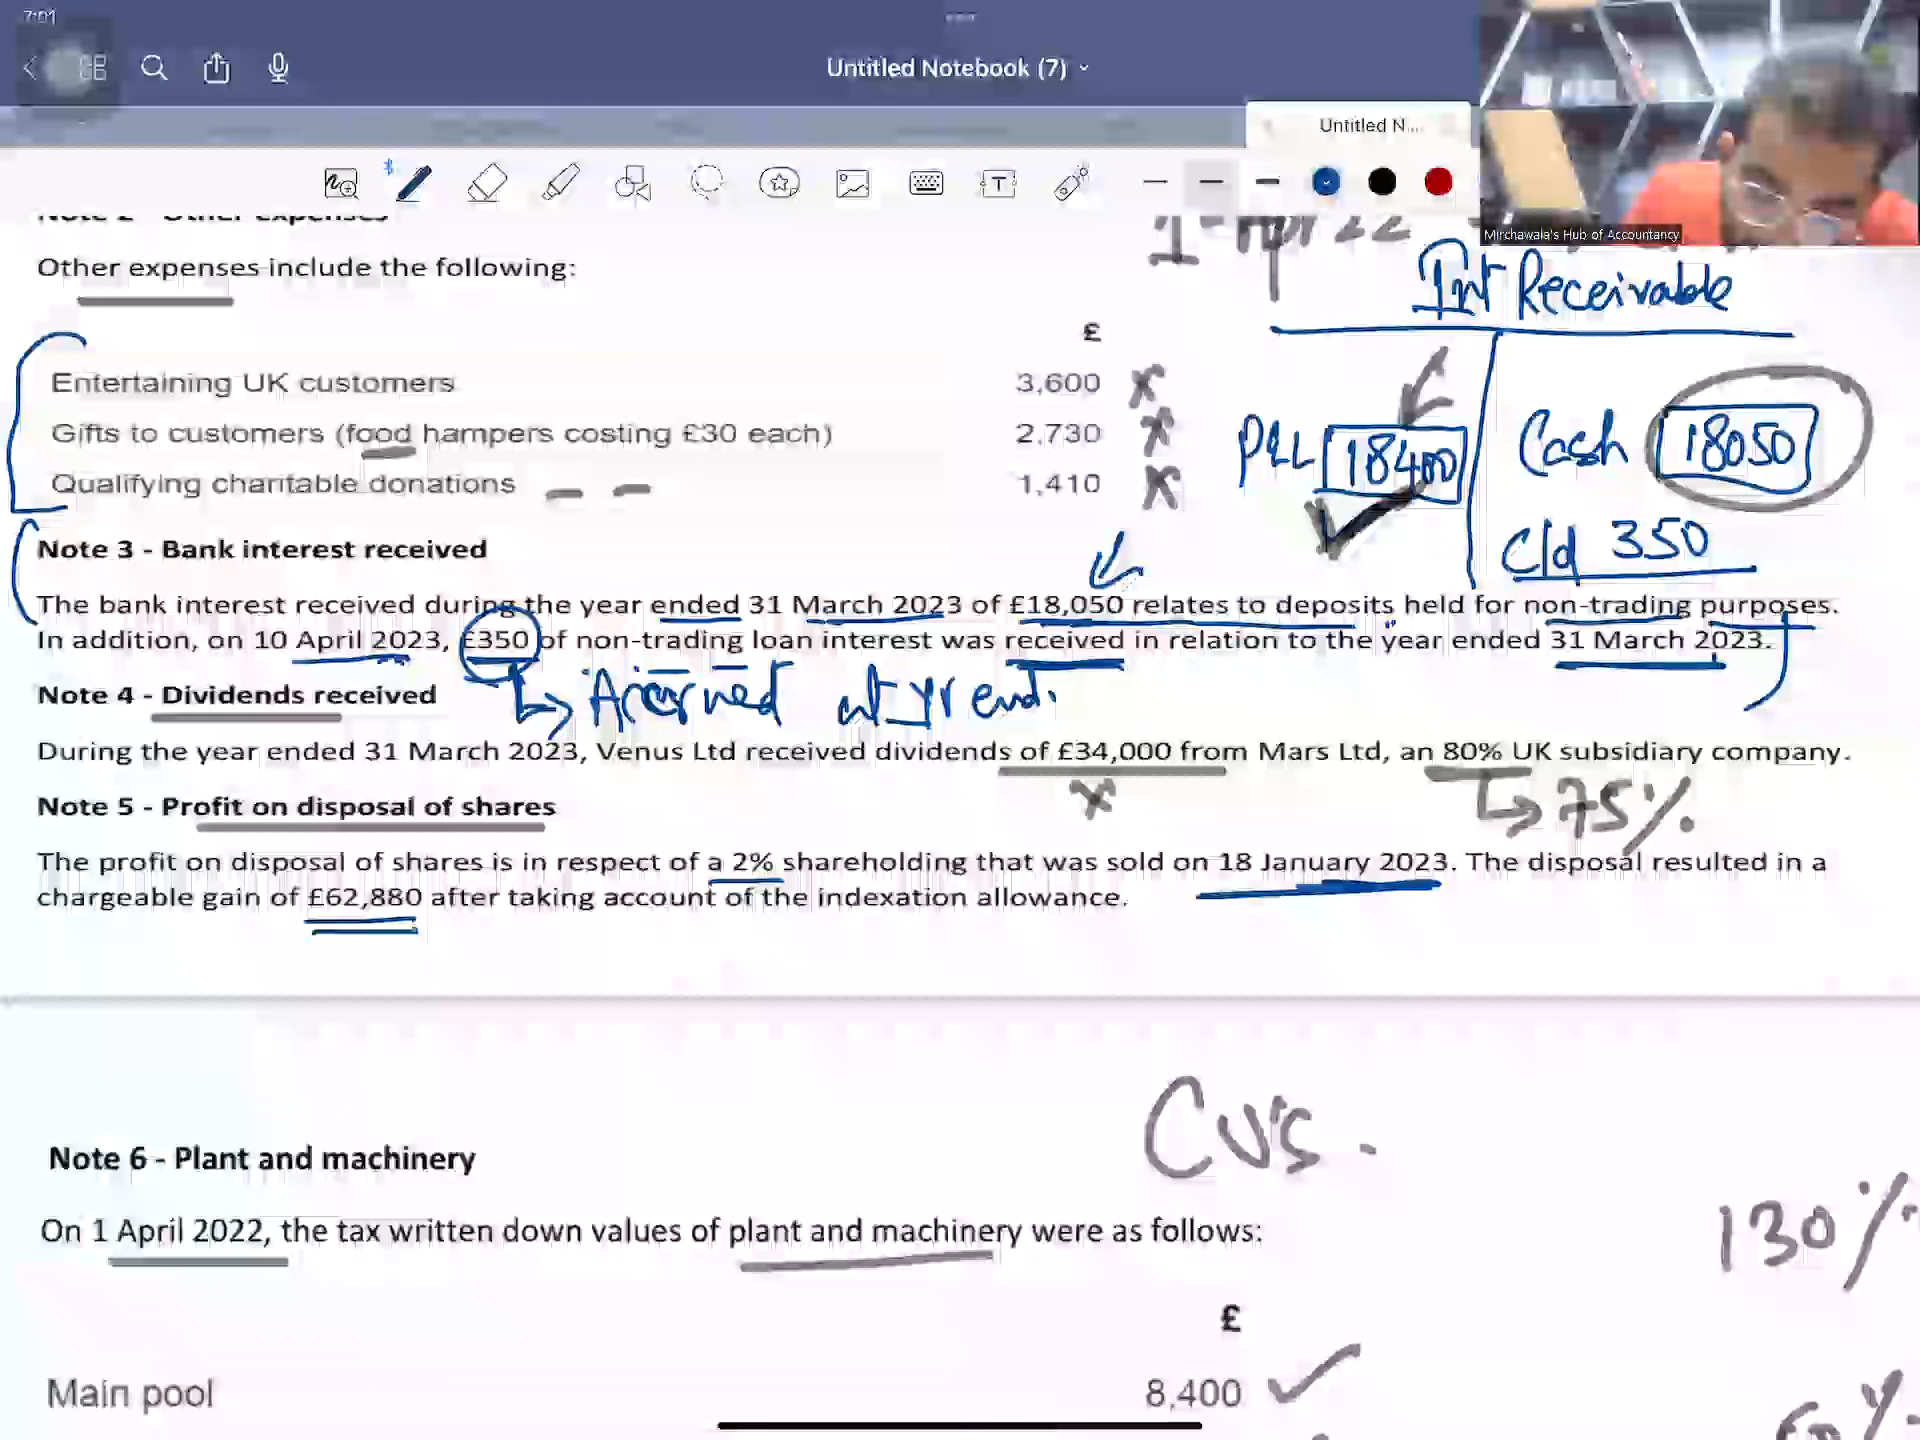 7:01
Untitled Notebook (7)
Untitled N...
Mirchawala's Hub of Accountancy
Note 2 - Other expenses
Other expenses include the following:
Int Receivable
£
Entertaining UK customers 3,600 x
Gifts to customers (food hampers costing £30 each) 2,730 x
Qualifying charitable donations 1,410 x
P&L 18400 Cash 18050
C/d 350
Note 3 - Bank interest received
The bank interest received during the year ended 31 March 2023 of £18,050 relates to deposits held for non-trading purposes.
In addition, on 10 April 2023, £350 of non-trading loan interest was received in relation to the year ended 31 March 2023.
Accrued at yr end.
Note 4 - Dividends received
During the year ended 31 March 2023, Venus Ltd received dividends of £34,000 from Mars Ltd, an 80% UK subsidiary company.
x
75%
Note 5 - Profit on disposal of shares
The profit on disposal of shares is in respect of a 2% shareholding that was sold on 18 January 2023. The disposal resulted in a
chargeable gain of £62,880 after taking account of the indexation allowance.
CVS.
Note 6 - Plant and machinery
130%
On 1 April 2022, the tax written down values of plant and machinery were as follows:
£
Main pool 8,400